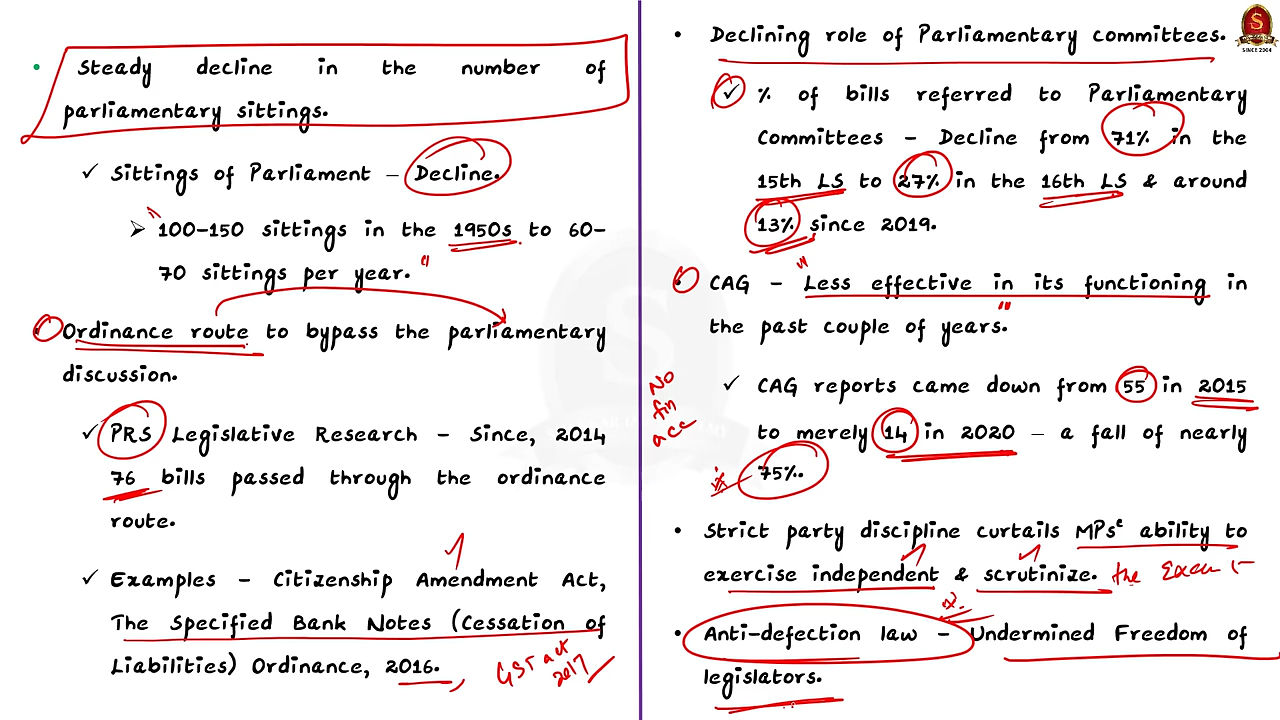 Steady decline in the number of
parliamentary sittings.
✓ Sittings of Parliament – Decline.
➢ 100-150 sittings in the 1950s to 60-
70 sittings per year.
Ordinance route to bypass the parliamentary
discussion.
✓ PRS Legislative Research – Since, 2014
76 bills passed through the ordinance
route.
✓ Examples – Citizenship Amendment Act,
The Specified Bank Notes (Cessation of
Liabilities) Ordinance, 2016.
GST act
2017
• Declining role of Parliamentary committees.
✓ % of bills referred to Parliamentary
Committees – Decline from 71% in the
15th LS to 27% in the 16th LS & around
13% since 2019.
• CAG – Less effective in its functioning in
the past couple of years.
No
fin
acc
✓ CAG reports came down from 55 in 2015
to merely 14 in 2020 – a fall of nearly
75%.
• Strict party discipline curtails MPs ability to
exercise independent & scrutinize. the
• Anti-defection law – Undermined Freedom of
legislators.
S
SINCE 2004